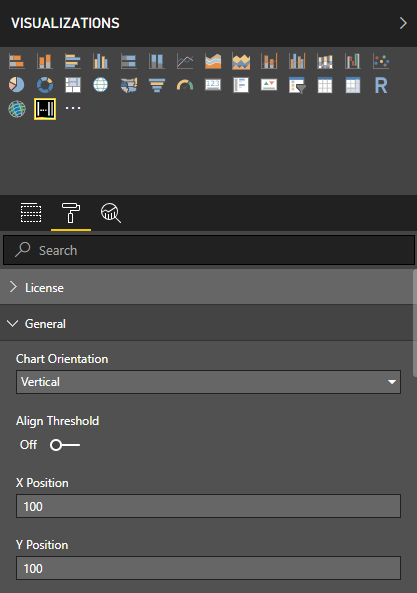 VISUALIZATIONS
R
Search
License
General
Chart Orientation
Vertical
Align Threshold
Off
X Position
100
Y Position
100